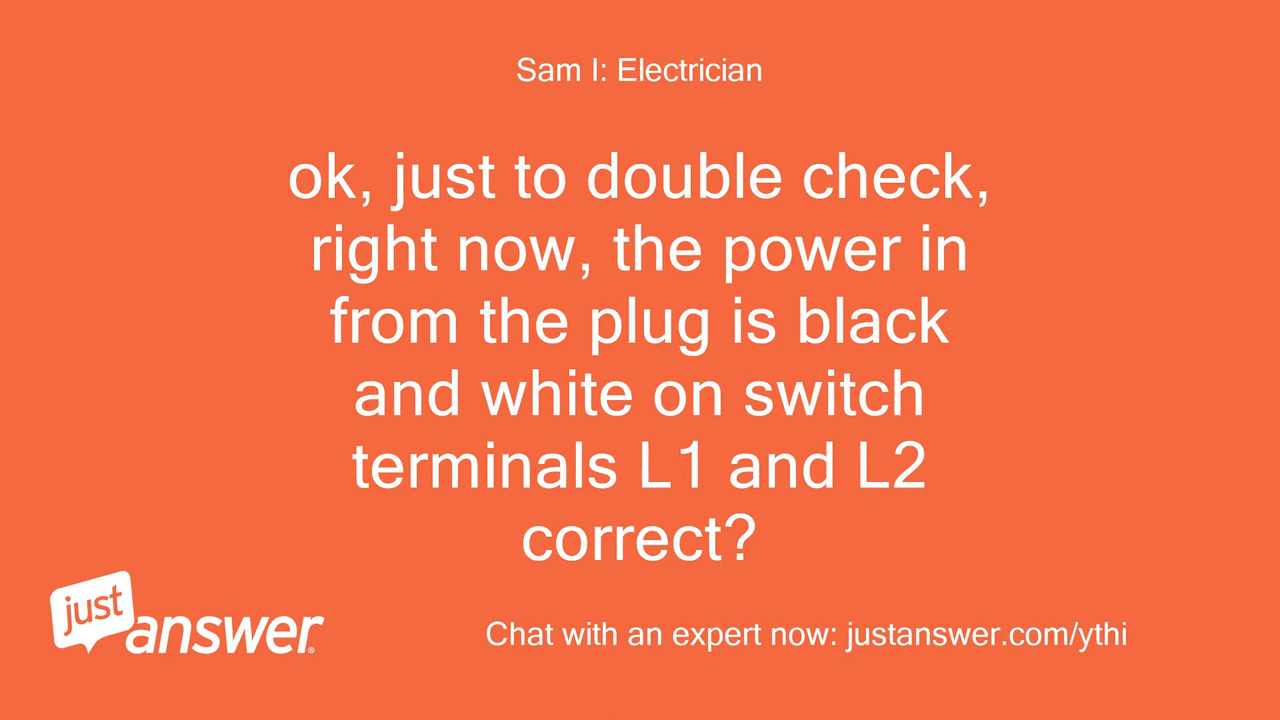 Sam I: Electrician
ok, just to double check,
right now, the power in
from the plug is black
and white on switch
terminals L1 and L2
correct?
just
answer®
Chat with an expert now: justanswer.com/ythi